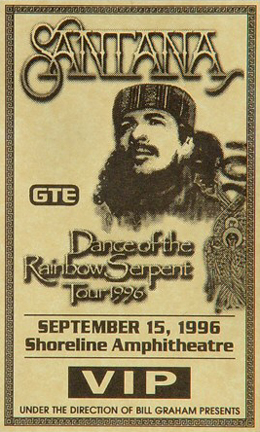 SANTANA
GTE
Dance of the
Rainbow Serpent
Tour 1996
SEPTEMBER 15, 1996
Shoreline Amphitheatre
VIP
UNDER THE DIRECTION OF BILL GRAHAM PRESENTS